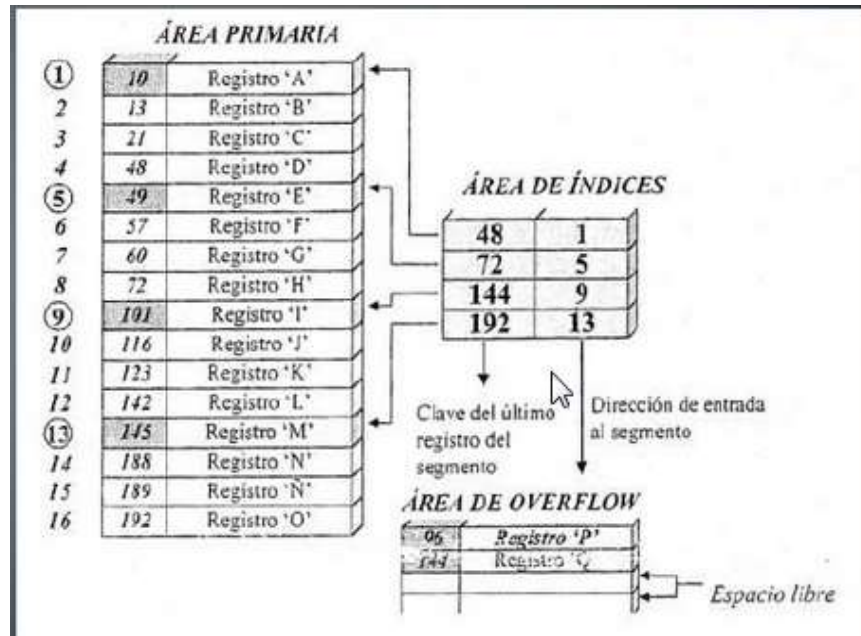 ÁREA PRIMARIA
1 10 Registro 'A'
2 13 Registro 'B'
3 21 Registro 'C'
4 48 Registro 'D'
5 49 Registro 'E'
6 57 Registro 'F'
7 60 Registro 'G'
8 72 Registro 'H'
9 101 Registro 'I'
10 116 Registro 'J'
11 123 Registro 'K'
12 142 Registro 'L'
13 145 Registro 'M'
14 188 Registro 'N'
15 189 Registro 'Ñ'
16 192 Registro 'O'
ÁREA DE ÍNDICES
48 1
72 5
144 9
192 13
Clave del último
registro del
segmento
Dirección de entrada
al segmento
ÁREA DE OVERFLOW
96 Registro 'P'
144 Registro 'Q
Espacio libre